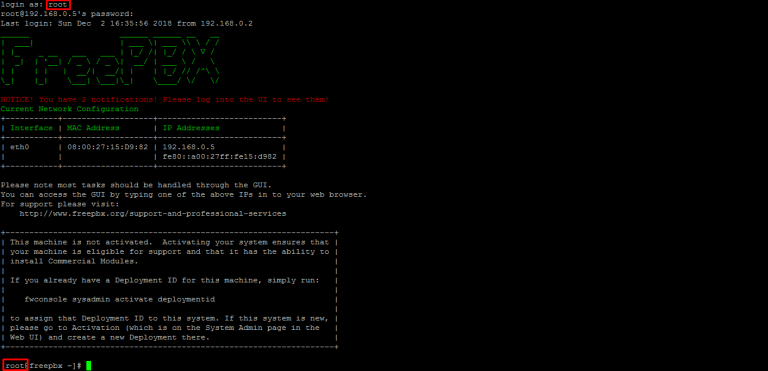 login as: root
root@192.168.0.5's password:
Last login: Sun Dec  2 16:35:56 2018 from 192.168.0.2
FreePBX
NOTICE! You have 2 notifications! Please log into the UI to see them!
Current Network Configuration
+-----------+-------------------+---------------------------+
| Interface | MAC Address       | IP Addresses              |
+-----------+-------------------+---------------------------+
| eth0      | 08:00:27:15:D9:82 | 192.168.0.5               |
|           |                   | fe80::a00:27ff:fe15:d982  |
+-----------+-------------------+---------------------------+
Please note most tasks should be handled through the GUI.
You can access the GUI by typing one of the above IPs in to your web browser.
For support please visit:
    http://www.freepbx.org/support-and-professional-services
+----------------------------------------------------------------------+
| This machine is not activated.  Activating your system ensures that |
| your machine is eligible for support and that it has the ability to |
| install Commercial Modules. |
| If you already have a Deployment ID for this machine, simply run: |
|    fwconsole sysadmin activate deploymentid |
| to assign that Deployment ID to this system. If this system is new, |
| please go to Activation (which is on the System Admin page in the |
| Web UI) and create a new Deployment there. |
+----------------------------------------------------------------------+
root@freepbx ~]#